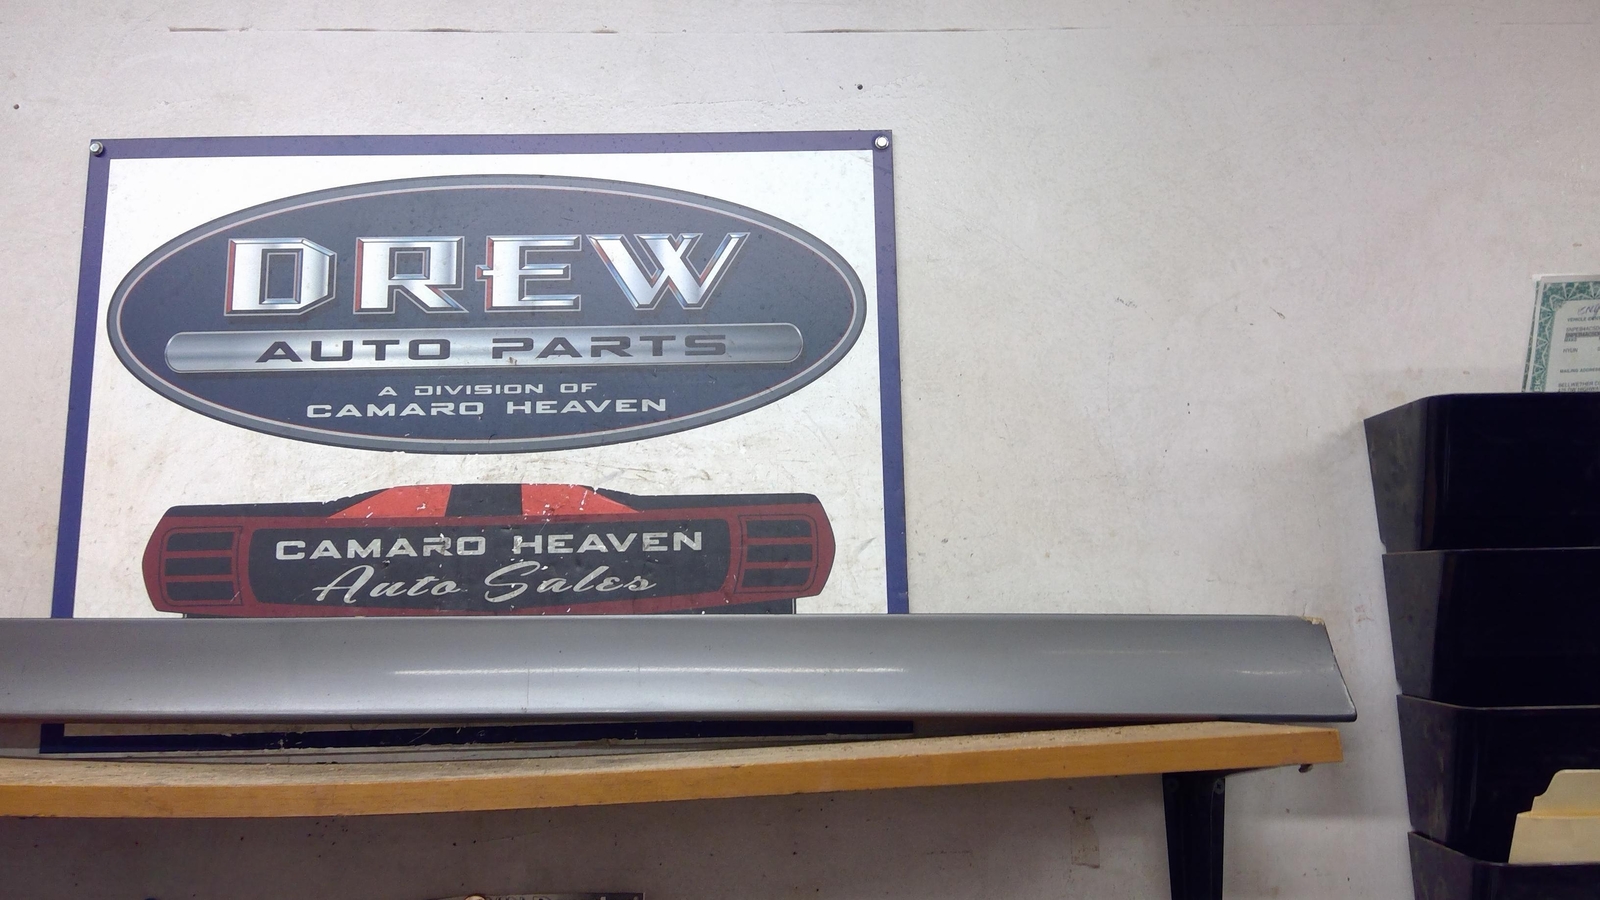 DREW
AUTO PARTS
A DIVISION OF
CAMARO HEAVEN
CAMARO HEAVEN
Auto Sales